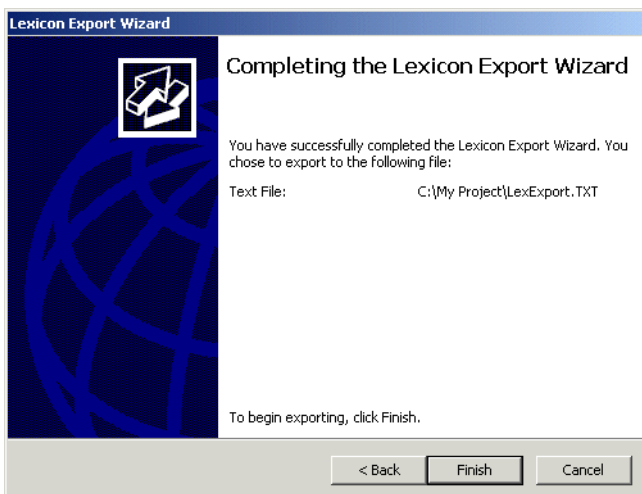 Lexicon Export Wizard
Completing the Lexicon Export Wizard
You have successfully completed the Lexicon Export Wizard. You
chose to export to the following file:
Text File: C:\My Project\LexExport.TXT
To begin exporting, click Finish.
< Back Finish Cancel